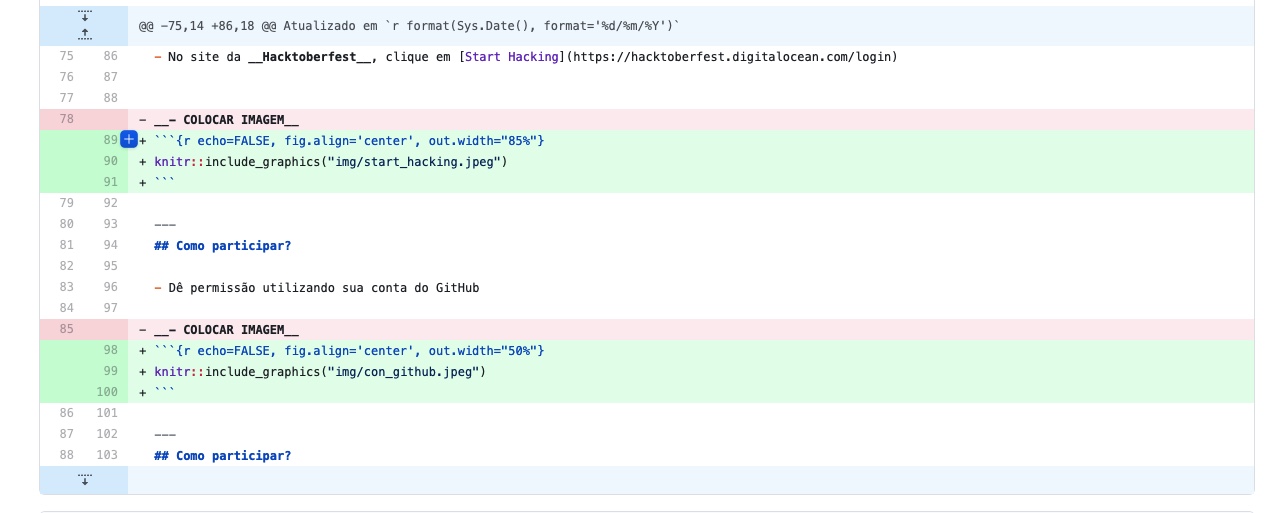 @@ -75,14 +86,18 @@ Atualizado em `r format(Sys.Date(), format='%d/%m/%Y')`
75 86 - No site da __Hacktoberfest__, clique em [Start Hacking](https://hacktoberfest.digitalocean.com/login)
76 87
77 88
78 - __- COLOCAR IMAGEM__
89 + ```{r echo=FALSE, fig.align='center', out.width="85%"}
90 + knitr::include_graphics("img/start_hacking.jpeg")
91 + ```
79 92
80 93 ---
81 94 ## Como participar?
82 95
83 96 - Dê permissão utilizando sua conta do GitHub
84 97
85 - __- COLOCAR IMAGEM__
98 + ```{r echo=FALSE, fig.align='center', out.width="50%"}
99 + knitr::include_graphics("img/con_github.jpeg")
100 + ```
86 101
87 102 ---
88 103 ## Como participar?